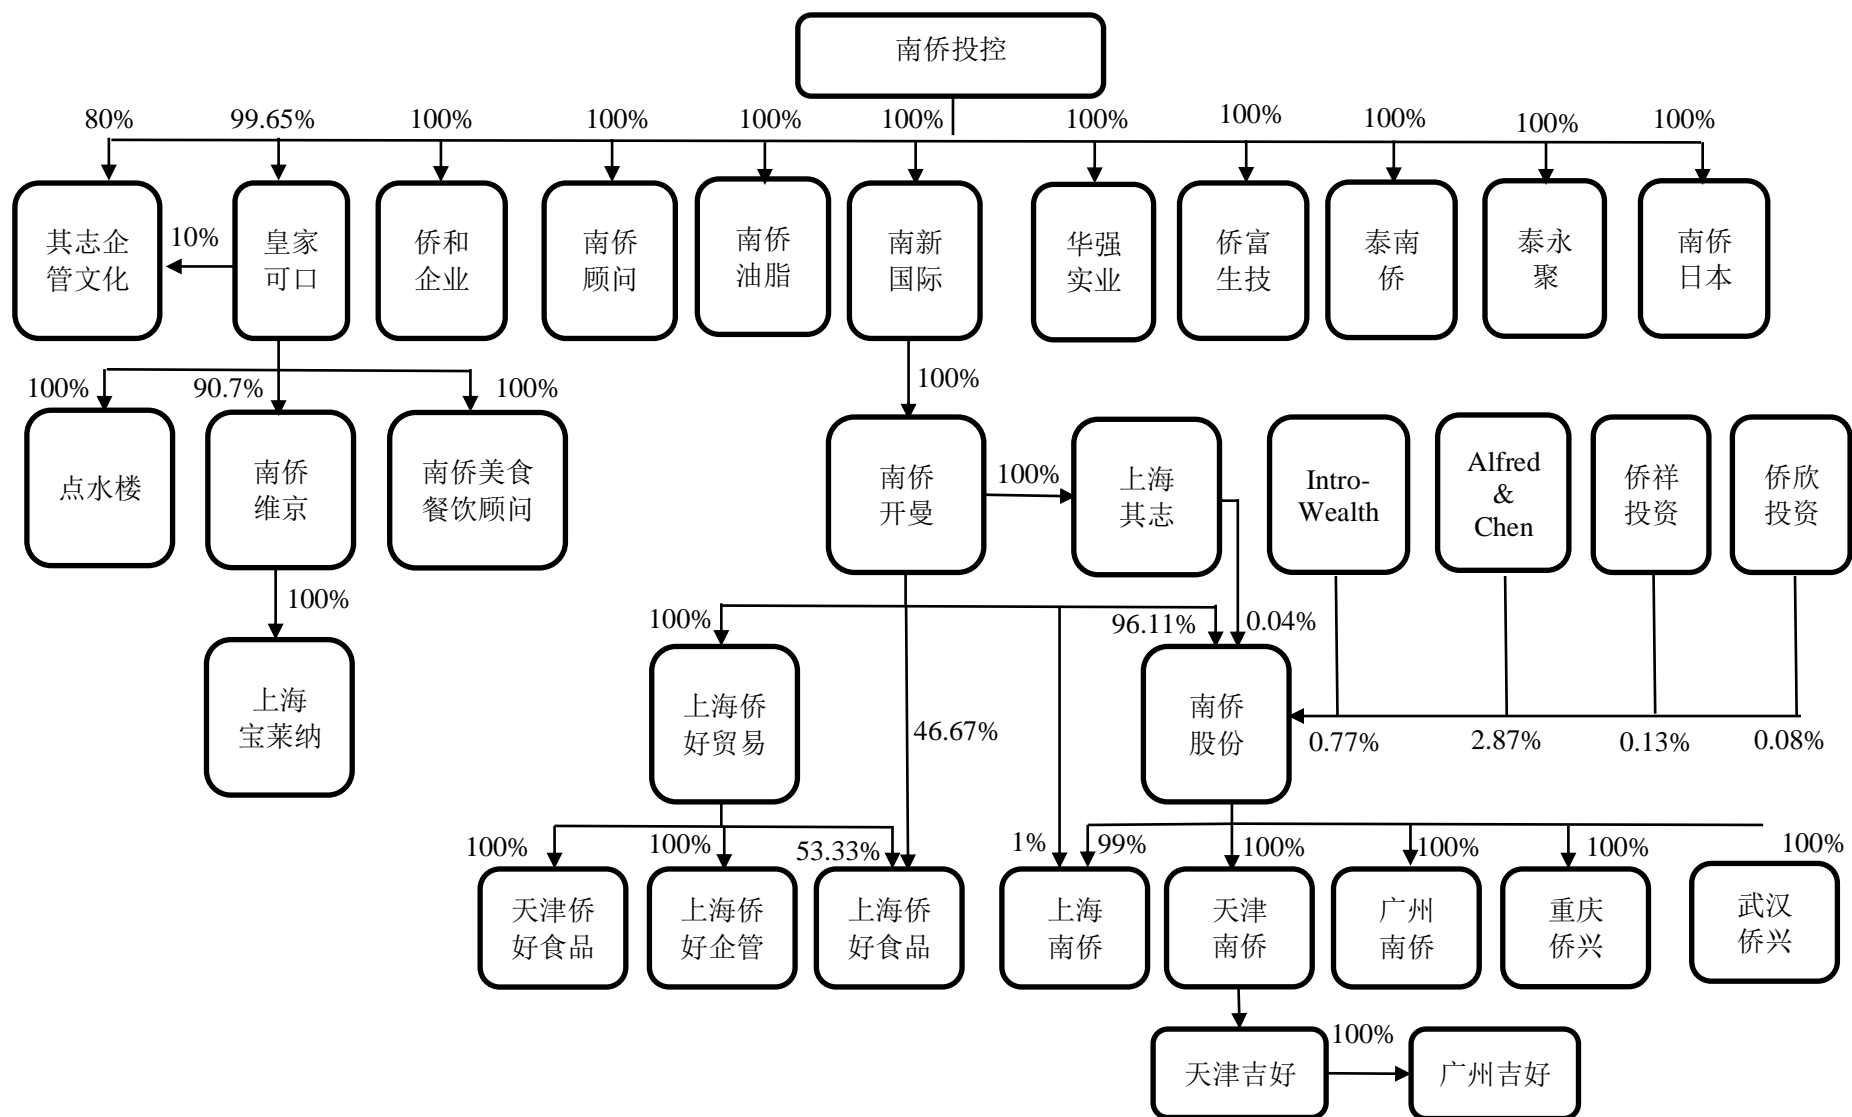 南侨投控
80%
99.65%
100%
100%
100%
100%
100%
100%
100%
100%
100%
其志企
管文化
10%
皇家
可口
侨和
企业
南侨
顾问
南侨
油脂
南新
国际
华强
实业
侨富
生技
泰南
侨
泰永
聚
南侨
日本
100%
90.7%
100%
100%
点水楼
南侨
维京
南侨美食
餐饮顾问
南侨
开曼
100%
上海
其志
Intro-
Wealth
Alfred
&
Chen
侨祥
投资
侨欣
投资
100%
100%
96.11%
0.04%
上海
宝莱纳
上海侨
好贸易
46.67%
南侨
股份
0.77%
2.87%
0.13%
0.08%
100%
100%
53.33%
1%
99%
100%
100%
100%
100%
天津侨
好食品
上海侨
好企管
上海侨
好食品
上海
南侨
天津
南侨
广州
南侨
重庆
侨兴
武汉
侨兴
天津吉好
100%
广州吉好